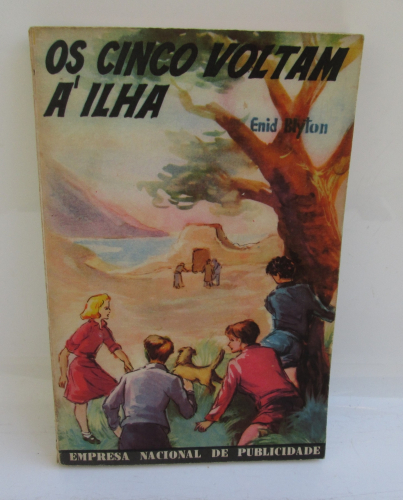 OS CINCO VOLTAM
A' ILHA
Enid Blyton
EMPRESA NACIONAL DE PUBLICIDADE